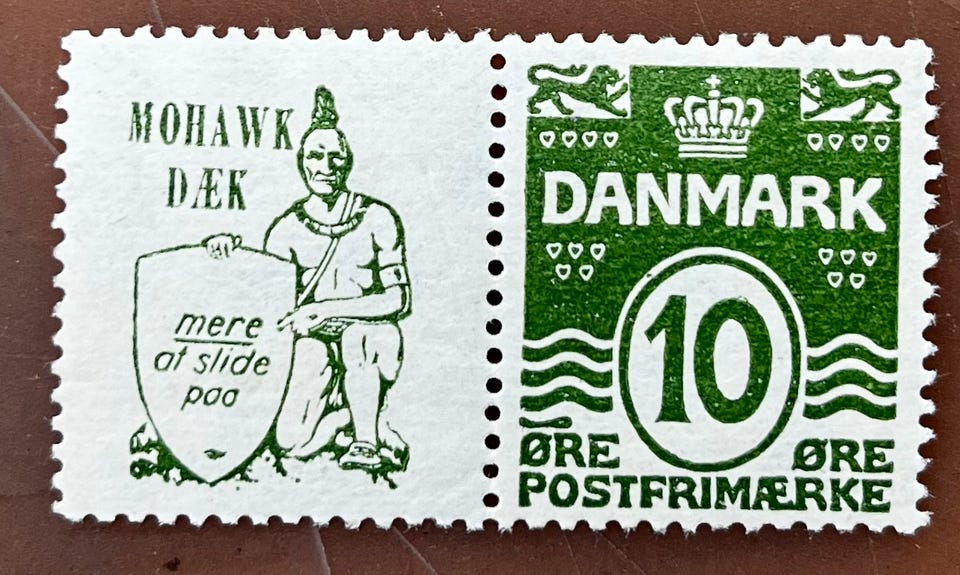 MOHAWK
DÆK
mere
at slide
paa
DANMARK
10
ØRE ØRE
POSTFRIMÆRKE